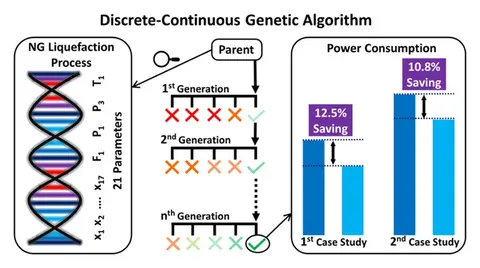 Discrete-Continuous Genetic Algorithm
NG Liquefaction
Process
x₁ x₂ .... x₁₇ F₁ P₁ P₃ T₁
21 Parameters
Parent
1ˢᵗ Generation
2ⁿᵈ Generation
nᵗʰ Generation
Power Consumption
12.5%
Saving
10.8%
Saving
1ˢᵗ Case Study
2ⁿᵈ Case Study